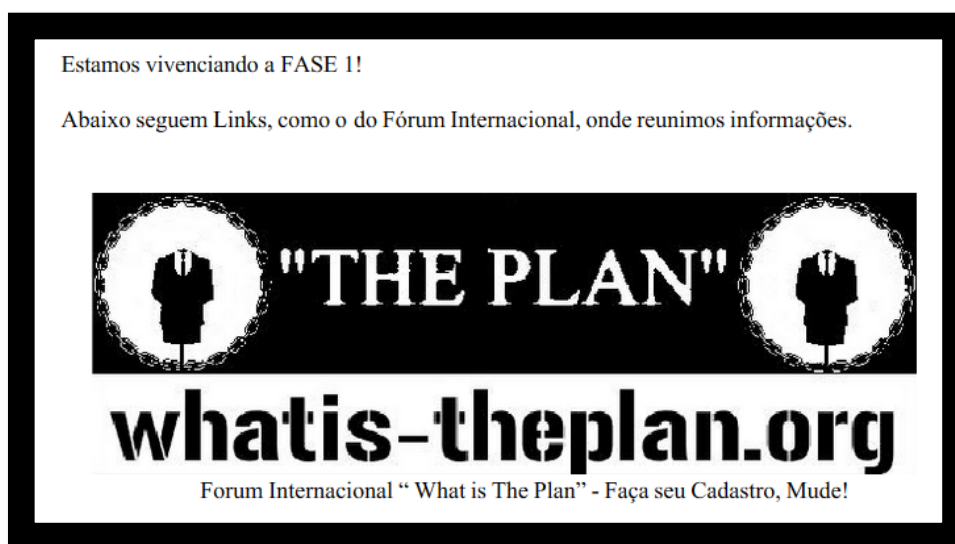 Estamos vivenciando a FASE 1!
Abaixo seguem Links, como o do Fórum Internacional, onde reunimos informações.
"THE PLAN"
whatis-theplan.org
Forum Internacional “ What is The Plan” - Faça seu Cadastro, Mude!